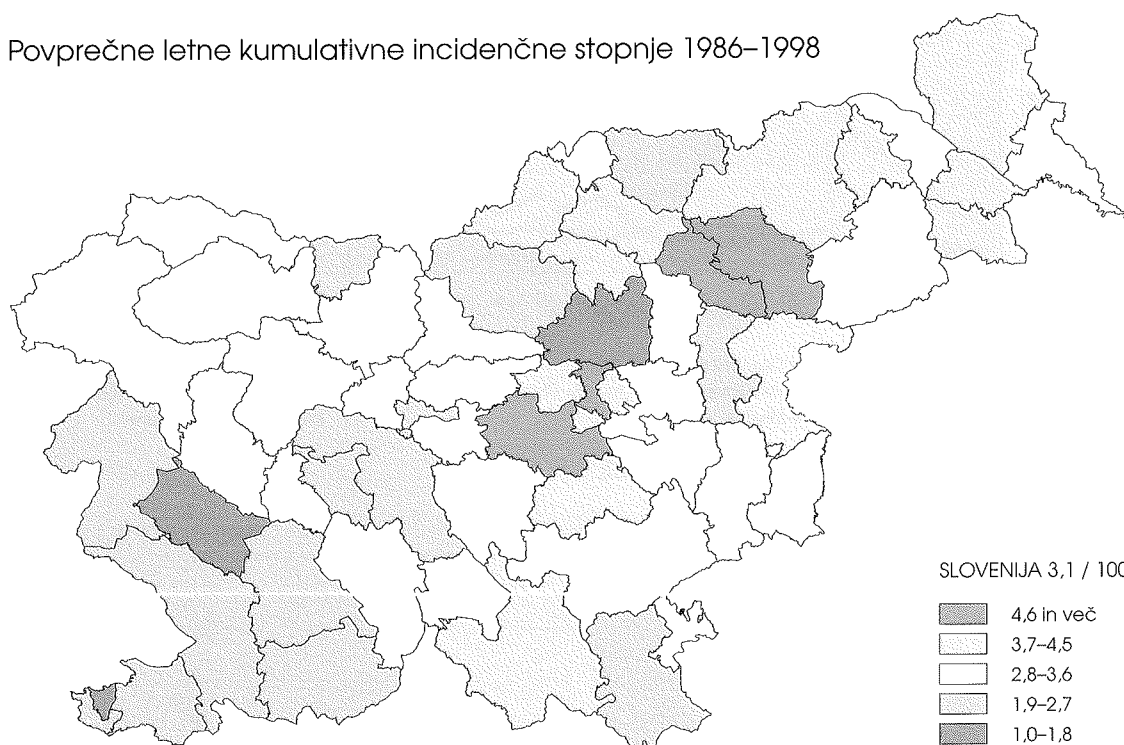 Povprečne letne kumulativne incidenčne stopnje 1986–1998
SLOVENIJA 3,1 / 100
4,6 in več
3,7–4,5
2,8–3,6
1,9–2,7
1,0–1,8